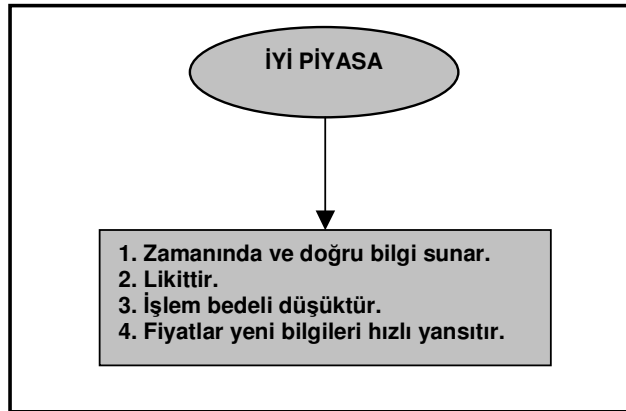 İYİ PİYASA
1. Zamanında ve doğru bilgi sunar.
2. Likittir.
3. İşlem bedeli düşüktür.
4. Fiyatlar yeni bilgileri hızlı yansıtır.